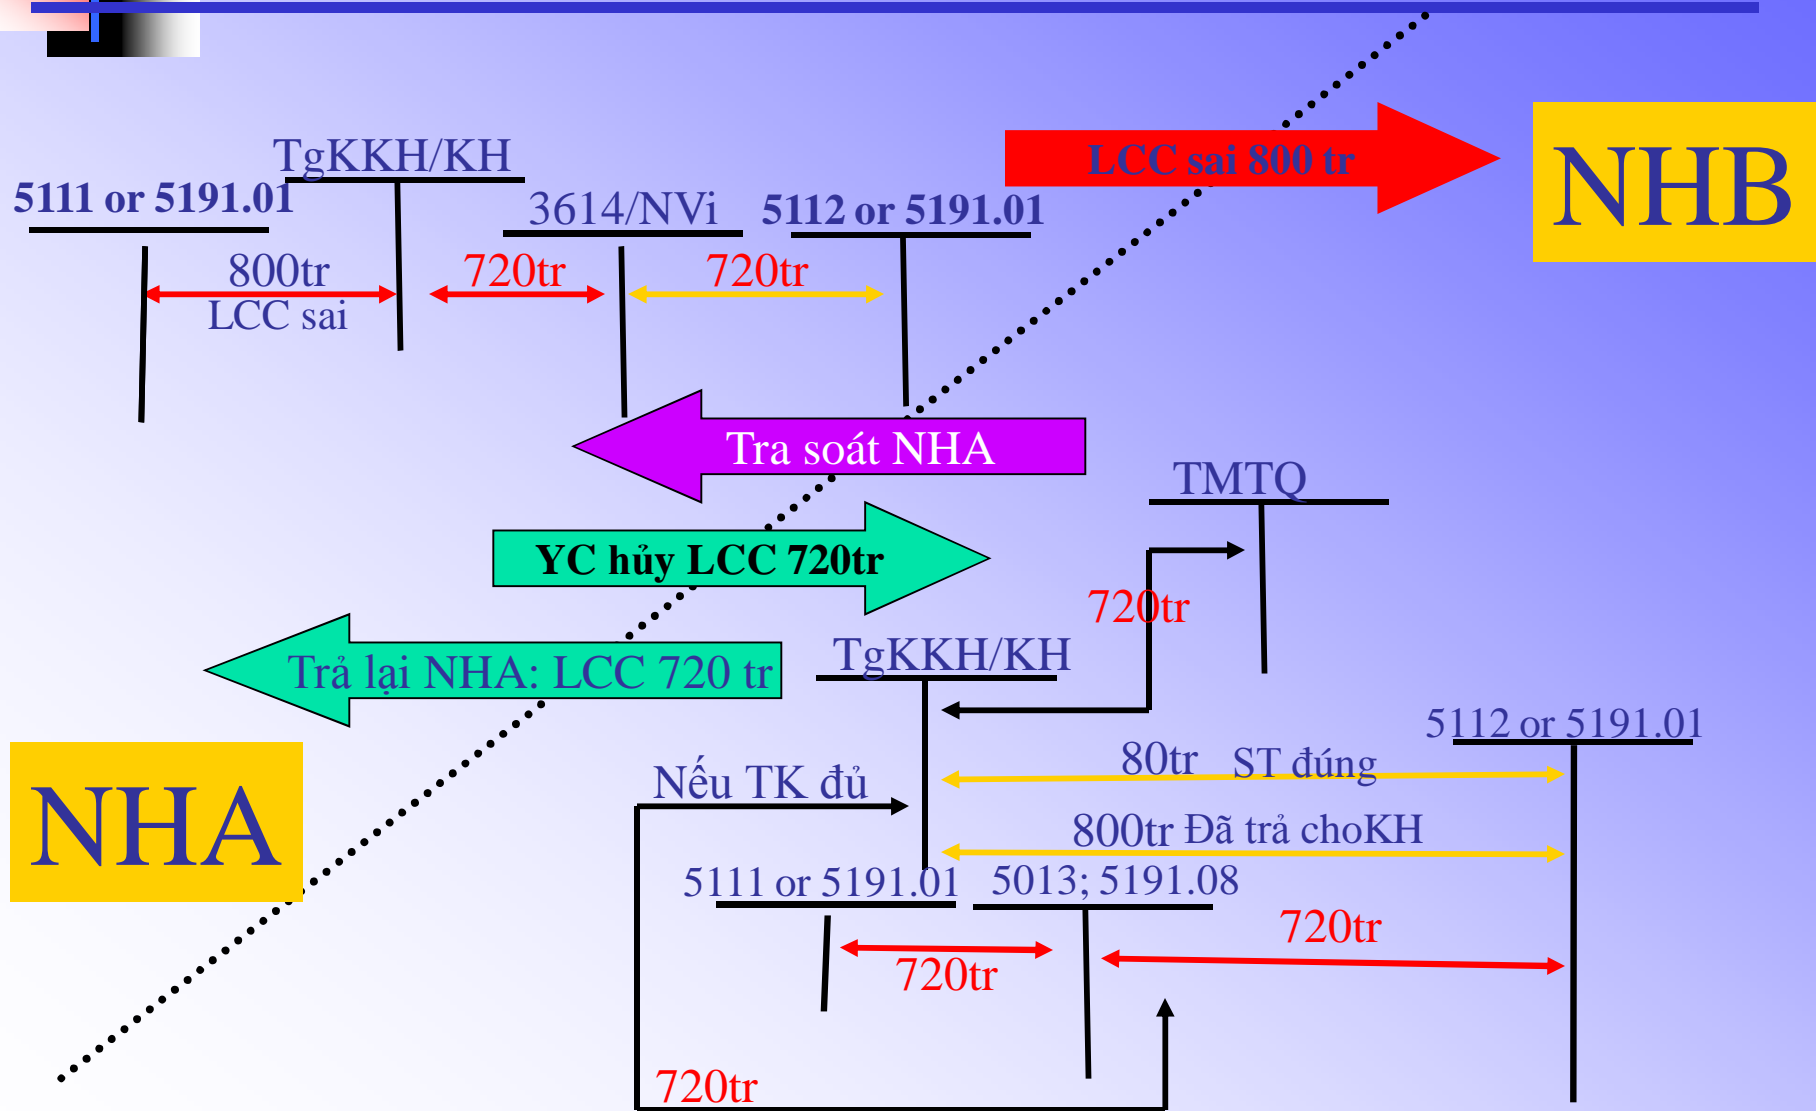 LCC sai 800 tr
NHB
TgKKH/KH
5111 or 5191.01
3614/NVi
5112 or 5191.01
800tr
720tr
720tr
LCC sai
Tra soát NHA
TMTQ
YC hủy LCC 720tr
720tr
TgKKH/KH
Trả lại NHA: LCC 720 tr
5112 or 5191.01
80tr ST đúng
Nếu TK đủ
NHA
800tr Đã trả choKH
5111 or 5191.01
5013; 5191.08
720tr
720tr
720tr